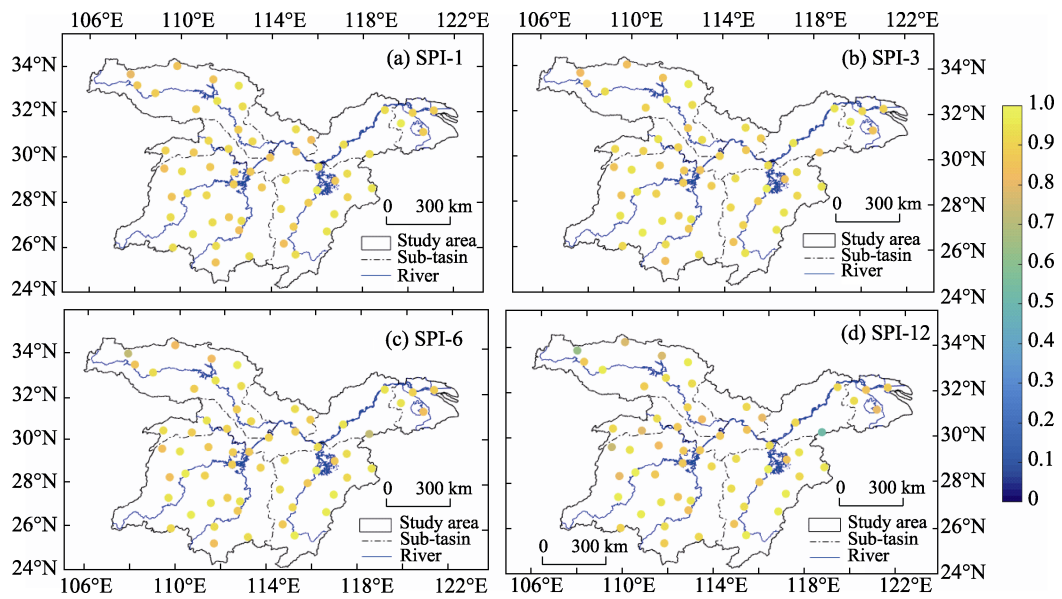 106°E 110°E 114°E 118°E 122°E 106°E 110°E 114°E 118°E 122°E
(a) SPI-1
34°N
32°N
30°N
28°N
26°N
24°N
0 300 km
Study area
Sub-tasin
River
(b) SPI-3
34°N
32°N
30°N
28°N
26°N
24°N
0 300 km
Study area
Sub-tasin
River
(c) SPI-6
34°N
32°N
30°N
28°N
26°N
24°N
0 300 km
Study area
Sub-tasin
River
(d) SPI-12
34°N
32°N
30°N
28°N
26°N
24°N
0 300 km
0 300 km
Study area
Sub-tasin
River
106°E 110°E 114°E 118°E 122°E 106°E 110°E 114°E 118°E 122°E
1.0
0.9
0.8
0.7
0.6
0.5
0.4
0.3
0.2
0.1
0